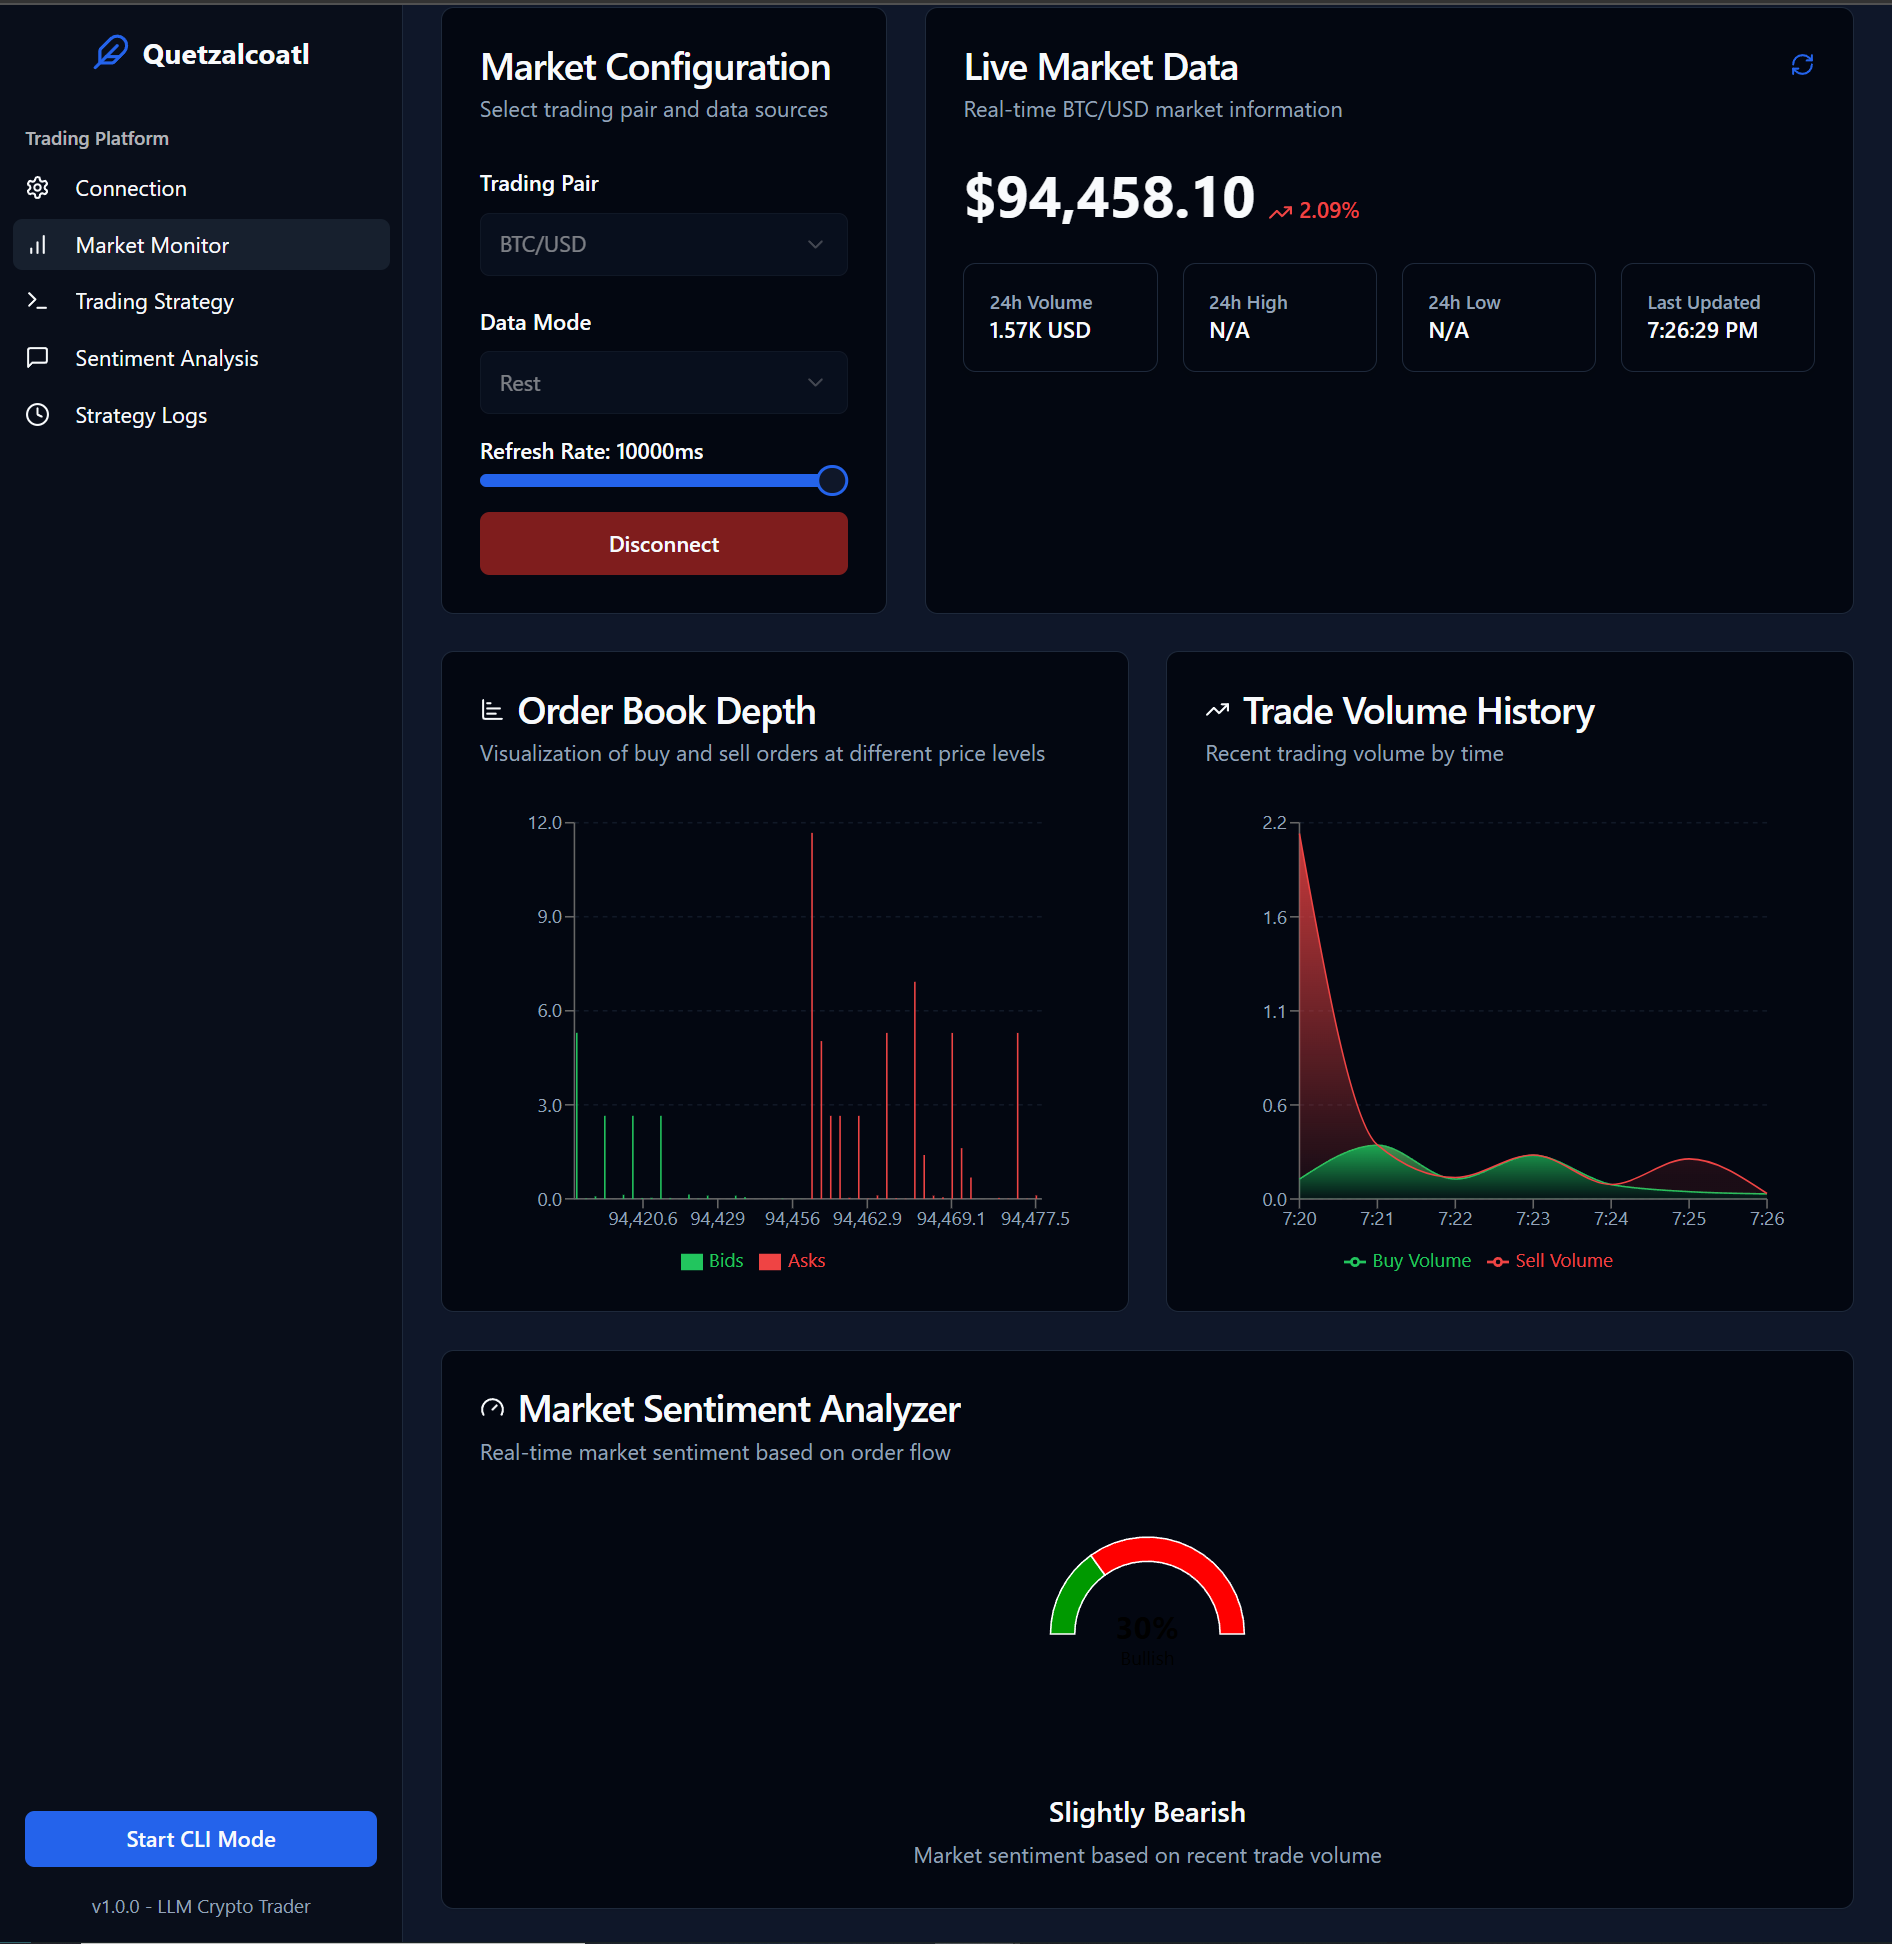 Quetzalcoatl
Trading Platform
Connection
Market Monitor
Trading Strategy
Sentiment Analysis
Strategy Logs
Start CLI Mode
v1.0.0 - LLM Crypto Trader
Market Configuration
Select trading pair and data sources
Trading Pair
BTC/USD
Data Mode
Rest
Refresh Rate: 10000ms
Disconnect
Live Market Data
Real-time BTC/USD market information
$94,458.10 2.09%
24h Volume
1.57K USD
24h High
N/A
24h Low
N/A
Last Updated
7:26:29 PM
Order Book Depth
Visualization of buy and sell orders at different price levels
12.0
9.0
6.0
3.0
0.0
94,420.6 94,429 94,456 94,462.9 94,469.1 94,477.5
Bids Asks
Trade Volume History
Recent trading volume by time
2.2
1.6
1.1
0.6
0.0
7:20 7:21 7:22 7:23 7:24 7:25 7:26
Buy Volume Sell Volume
Market Sentiment Analyzer
Real-time market sentiment based on order flow
30%
Bullish
Slightly Bearish
Market sentiment based on recent trade volume